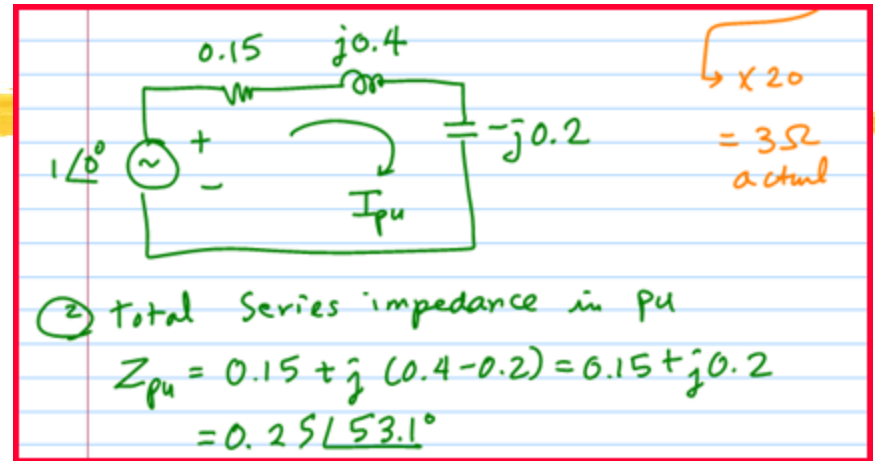 0.15 j0.4
x 20
1∠0° + - Ipu -j0.2
= 3Ω
actual
② Total Series impedance in pu
Zpu = 0.15 + j (0.4-0.2) = 0.15 + j0.2
= 0.25∠53.1°